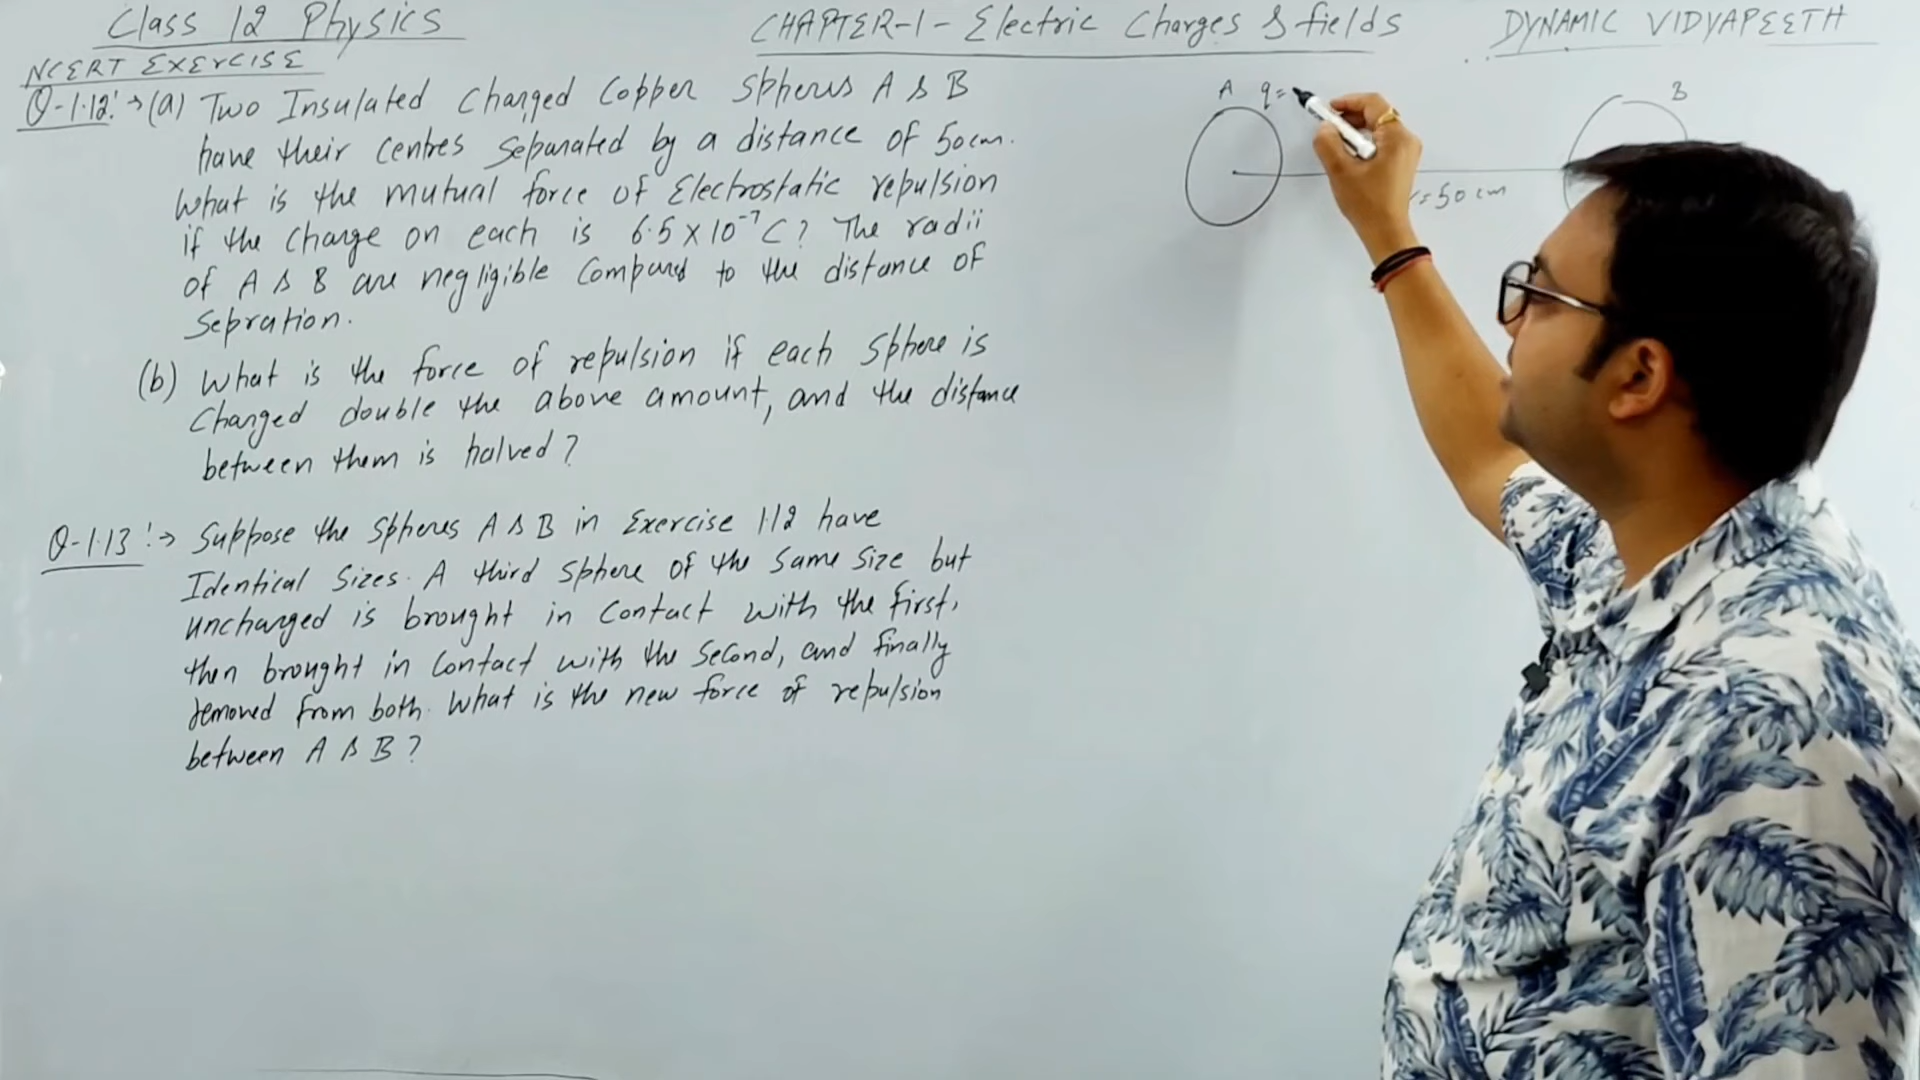 Class 12 Physics
CHAPTER-1- Electric Charges & fields
DYNAMIC VIDYAPEETH
NCERT EXERCISE
Q-1.12:→(a) Two Insulated Charged Copper Spheres A & B
have their Centres Separated by a distance of 50cm.
What is the mutual force of Electrostatic repulsion
if the Charge on each is 6.5 x 10⁻⁷C? The radii
of A & B are negligible Compared to the distance of
Sepration.
(b) What is the force of repulsion if each Sphere is
Charged double the above amount, and the distance
between them is halved?
Q-1.13:→ Suppose the Spheres A & B in Exercise 1.12 have
Identical Sizes. A third Sphere of the Same Size but
uncharged is brought in Contact with the first,
then brought in Contact with the Second, and finally
removed from both. What is the new force of repulsion
between A & B?
A q=
B
r=50cm